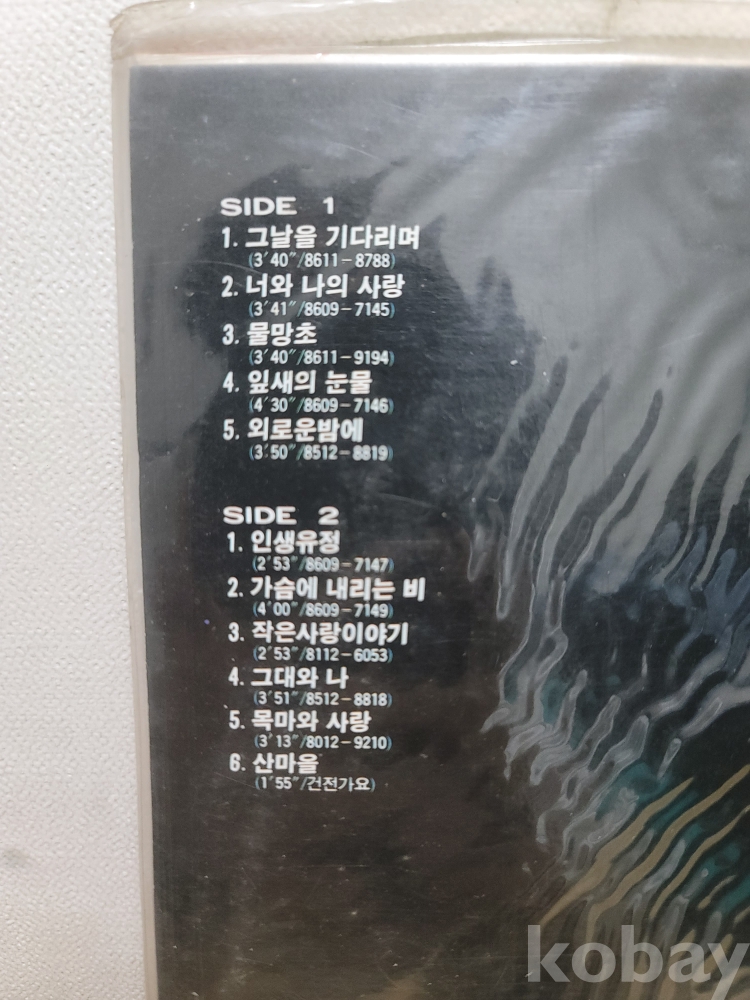 SIDE 1
1. 그날을 기다리며
(3′40″/8611-8788)
2. 너와 나의 사랑
(3′41″/8609-7145)
3. 물망초
(3′40″/8611-9194)
4. 잎새의 눈물
(4′30″/8609-7146)
5. 외로운밤에
(3′50″/8512-8819)
SIDE 2
1. 인생유정
(2′53″/8609-7147)
2. 가슴에 내리는 비
(4′00″/8609-7149)
3. 작은사랑이야기
(2′53″/8112-6053)
4. 그대와 나
(3′51″/8512-8818)
5. 목마와 사랑
(3′13″/8012-9210)
6. 산마을
(1′55″/건전가요)
kobay